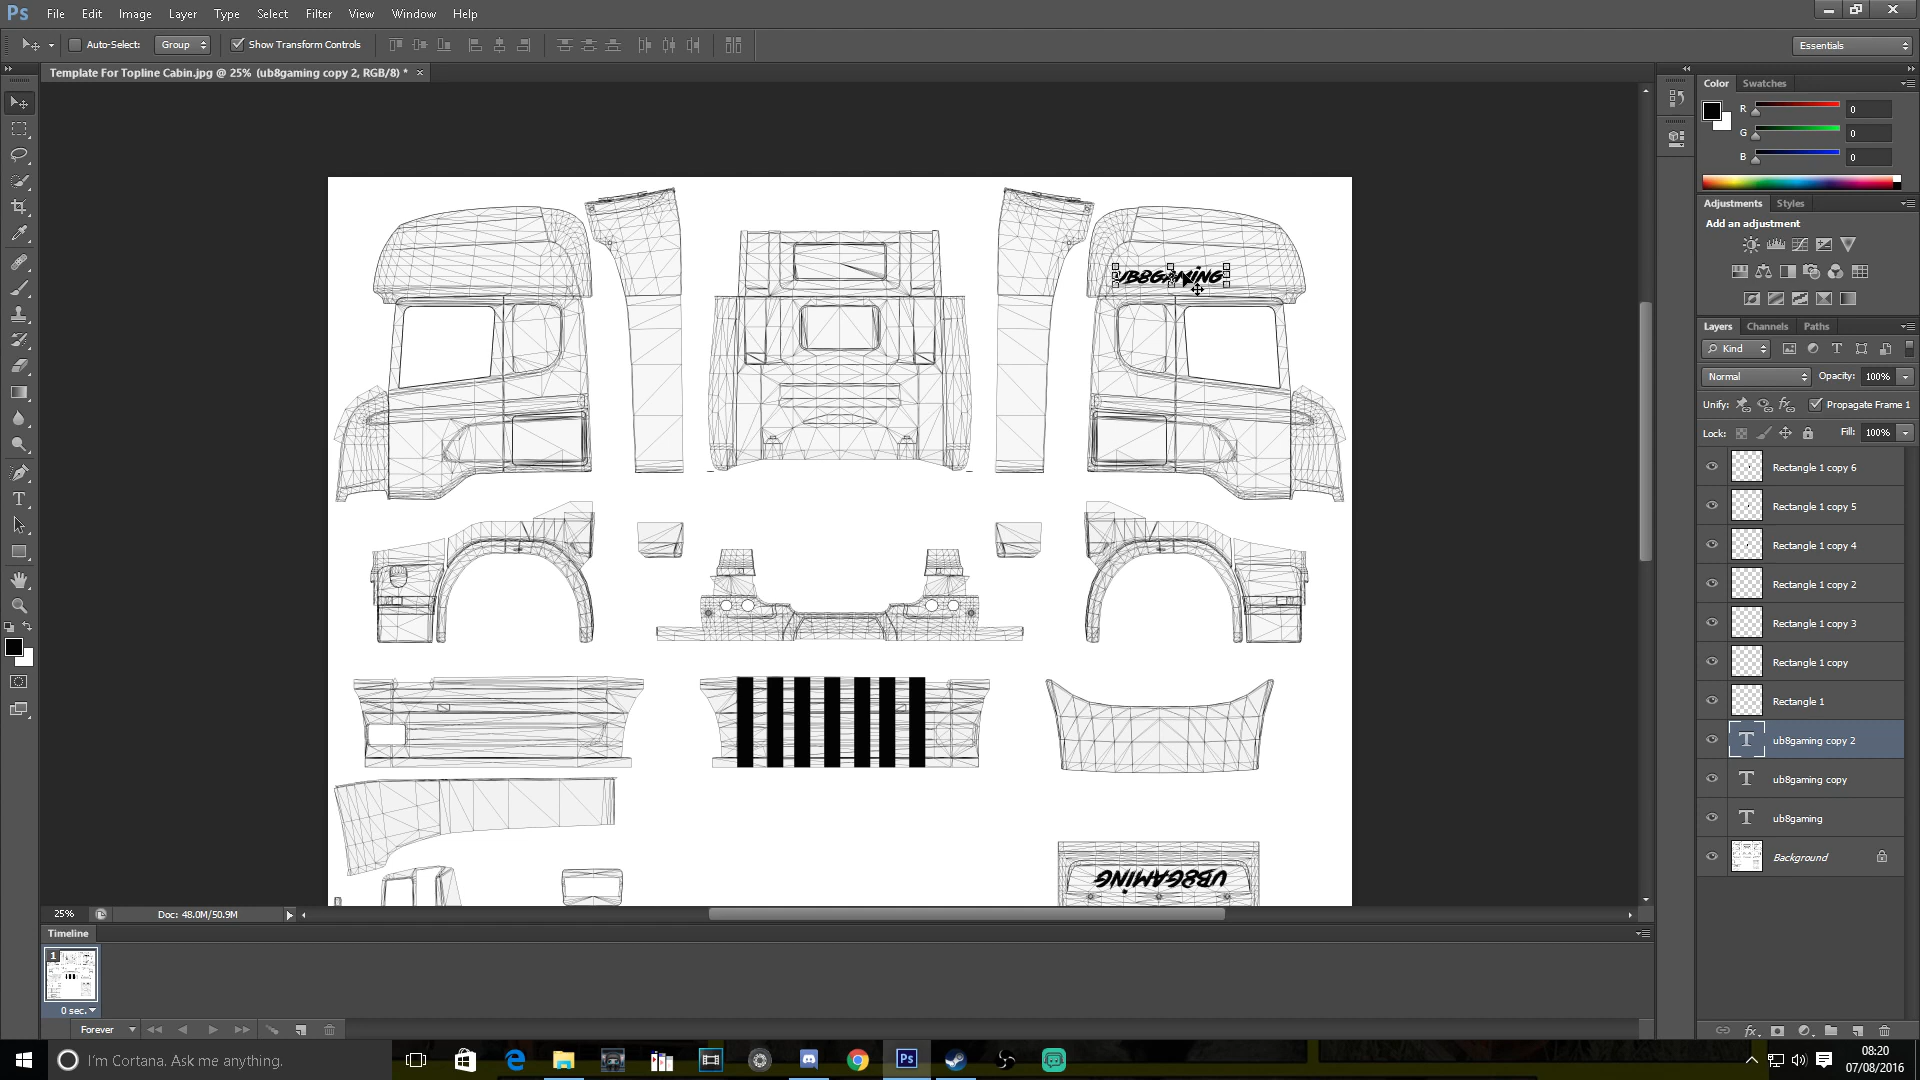 Ps File Edit Image Layer Type Select Filter View Window Help
Auto-Select: Group Show Transform Controls Essentials
Template For Topline Cabin.jpg @ 25% (ub8gaming copy 2, RGB/8) * ×
Color Swatches
R 0
G 0
B 0
Adjustments Styles
Add an adjustment
UB8GAMING
Layers Channels Paths
Kind
Normal Opacity: 100%
Unify: Propagate Frame 1
Lock: Fill: 100%
Rectangle 1 copy 6
Rectangle 1 copy 5
Rectangle 1 copy 4
Rectangle 1 copy 2
Rectangle 1 copy 3
Rectangle 1 copy
Rectangle 1
ub8gaming copy 2
ub8gaming copy
ub8gaming
Background
UB8GAMING
25% Doc: 48.0M/50.9M
Timeline
1
0 sec.
Forever
I'm Cortana. Ask me anything.
Ps
08:20
07/08/2016